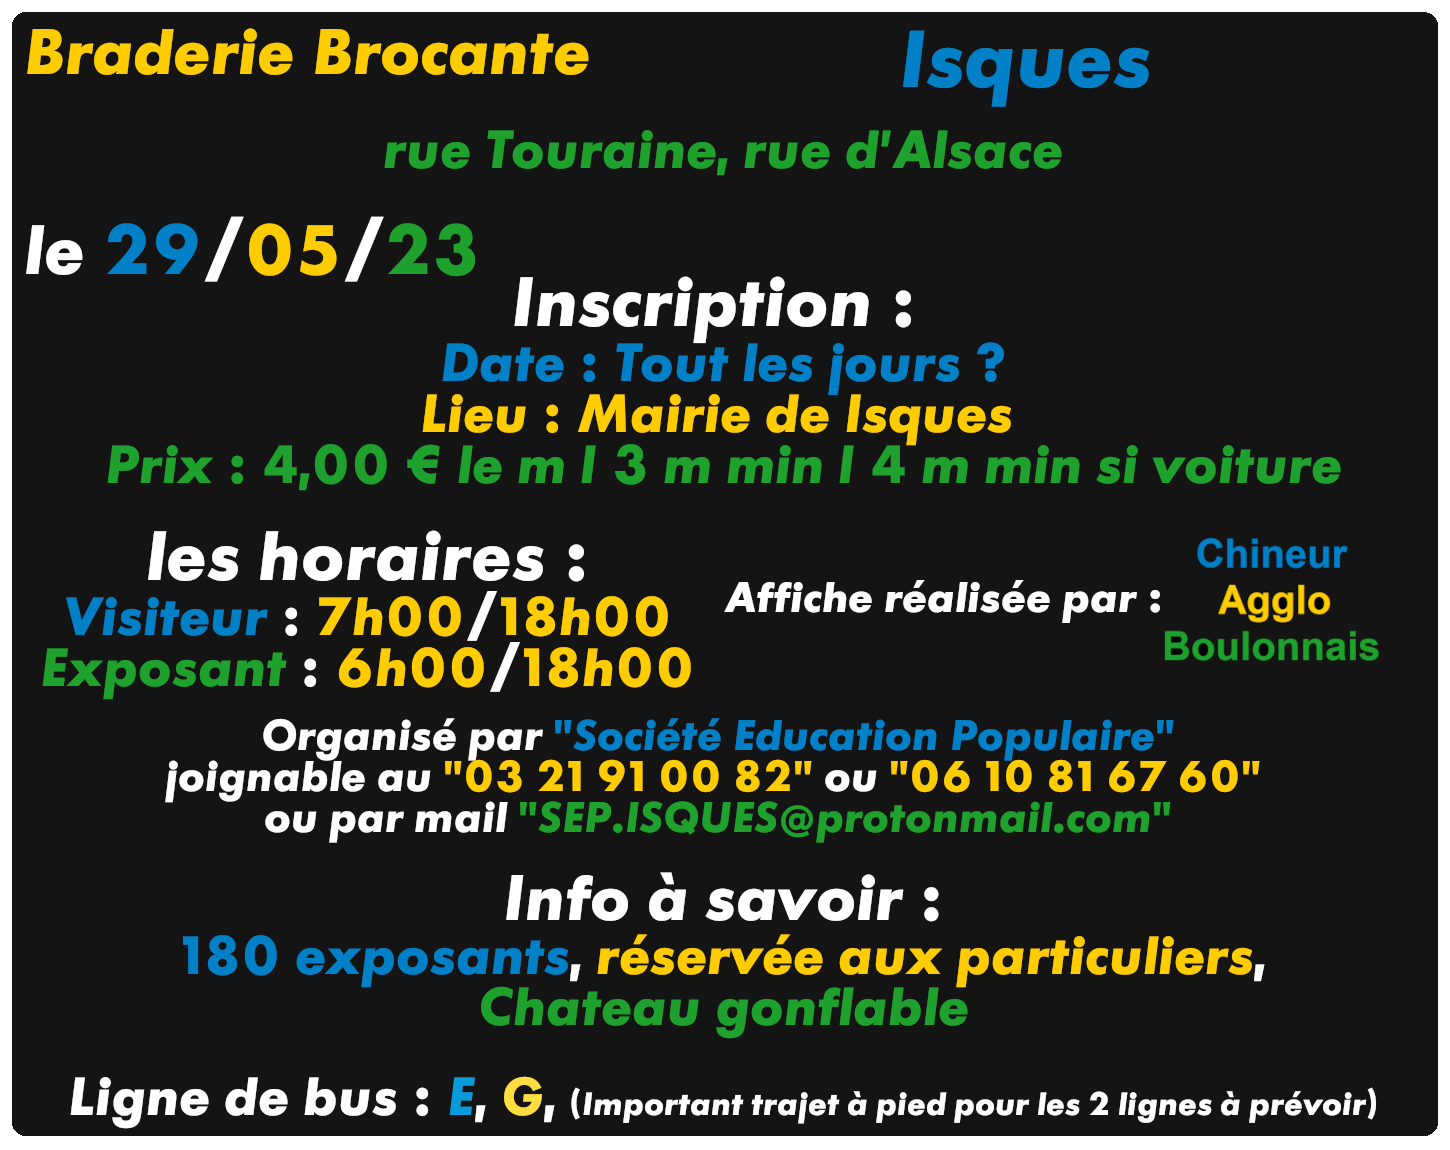 Braderie Brocante
Isques
rue Touraine, rue d'Alsace
le 29/05/23
Inscription :
Date : Tout les jours ?
Lieu : Mairie de Isques
Prix : 4,00 € le m l 3 m min l 4 m min si voiture
les horaires :
Visiteur : 7h00/18h00
Exposant : 6h00/18h00
Affiche réalisée par :
Chineur
Agglo
Boulonnais
Organisé par "Société Education Populaire"
joignable au "03 21 91 00 82" ou "06 10 81 67 60"
ou par mail "SEP.ISQUES@protonmail.com"
Info à savoir :
180 exposants, réservée aux particuliers,
Chateau gonflable
Ligne de bus : E, G, (Important trajet à pied pour les 2 lignes à prévoir)